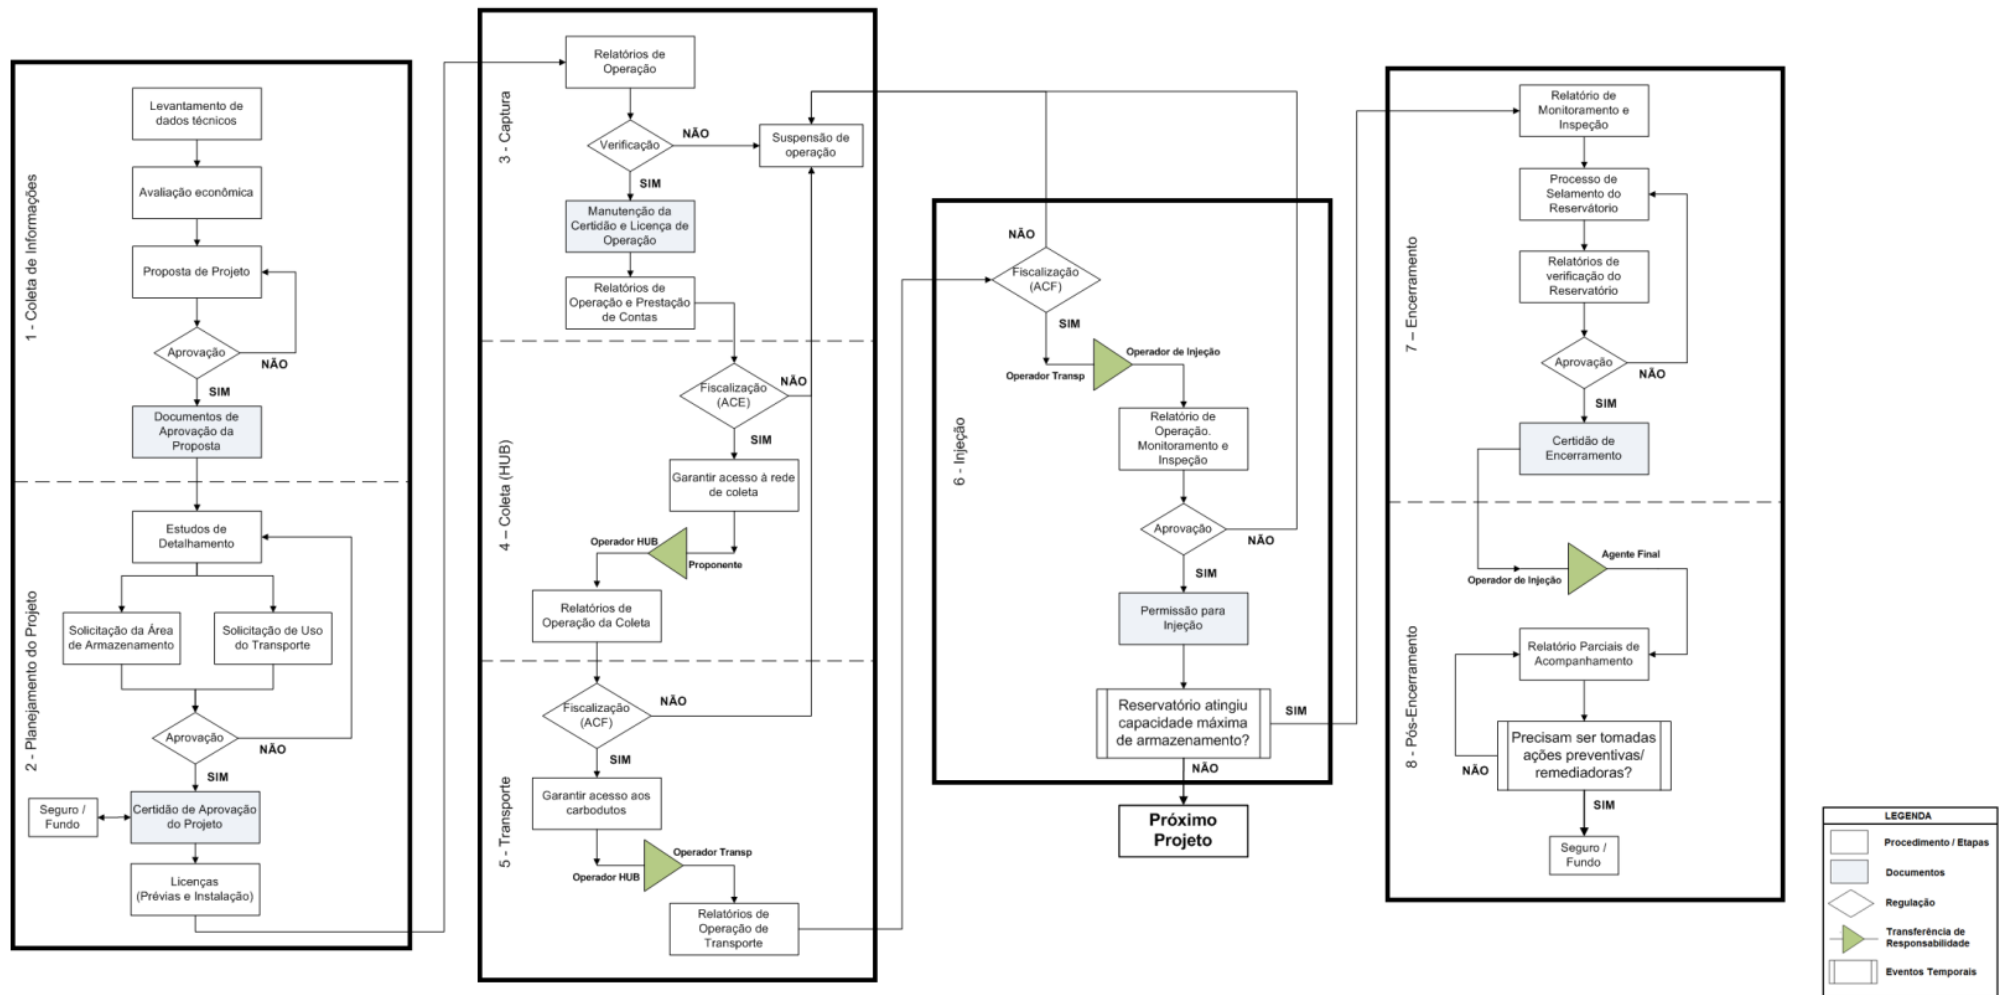 1 - Coleta de Informações
Levantamento de
dados técnicos
Avaliação econômica
Proposta de Projeto
Aprovação
NÃO
SIM
Documentos de
Aprovação da
Proposta
2 - Planejamento do Projeto
Estudos de
Detalhamento
Solicitação da Área
de Armazenamento
Solicitação de Uso
do Transporte
Aprovação
NÃO
SIM
Seguro /
Fundo
Certidão de Aprovação
do Projeto
Licenças
(Prévias e Instalação)
3 - Captura
Relatórios de
Operação
Verificação
NÃO
Suspensão de
operação
SIM
Manutenção da
Certidão e Licença de
Operação
Relatórios de
Operação e Prestação
de Contas
4 – Coleta (HUB)
Fiscalização
(ACE)
NÃO
SIM
Garantir acesso à rede
de coleta
Operador HUB
Proponente
Relatórios de
Operação da Coleta
5 - Transporte
Fiscalização
(ACF)
NÃO
SIM
Garantir acesso aos
carbodutos
Operador Transp
Operador HUB
Relatórios de
Operação de
Transporte
6 - Injeção
NÃO
Fiscalização
(ACF)
SIM
Operador de Injeção
Operador Transp
Relatório de
Operação.
Monitoramento e
Inspeção
Aprovação
NÃO
SIM
Permissão para
Injeção
Reservatório atingiu
capacidade máxima
de armazenamento?
SIM
NÃO
Próximo
Projeto
7 – Encerramento
Relatório de
Monitoramento e
Inspeção
Processo de
Selamento do
Reservátorio
Relatórios de
verificação do
Reservatório
Aprovação
NÃO
SIM
Certidão de
Encerramento
8 - Pós-Encerramento
Agente Final
Operador de Injeção
Relatório Parciais de
Acompanhamento
Precisam ser tomadas
ações preventivas/
remediadoras?
NÃO
SIM
Seguro /
Fundo
LEGENDA
Procedimento / Etapas
Documentos
Regulação
Transferência de
Responsabilidade
Eventos Temporais